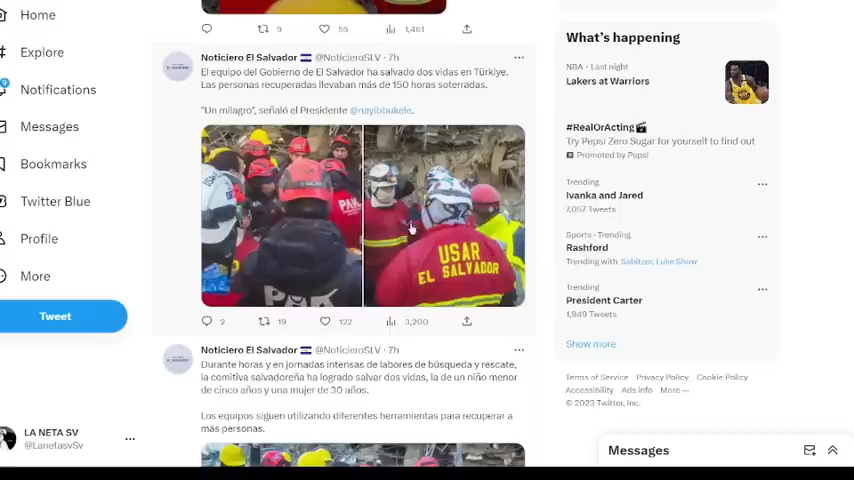 Home
Explore
9
Notifications
Messages
Bookmarks
Twitter Blue
Profile
More
Tweet
LA NETA SV
@LanetasvSv
9
55
1,461
Noticiero El Salvador @NoticieroSLV · 7h
El equipo del Gobierno de El Salvador ha salvado dos vidas en Türkiye.
Las personas recuperadas llevaban más de 150 horas soterradas.
"Un milagro", señaló el Presidente @nayibbukele.
PAK
PAK
USAR
EL SALVADOR
2
19
122
3,200
Noticiero El Salvador @NoticieroSLV · 7h
Durante horas y en jornadas intensas de labores de búsqueda y rescate,
la comitiva salvadoreña ha logrado salvar dos vidas, la de un niño menor
de cinco años y una mujer de 30 años.
Los equipos siguen utilizando diferentes herramientas para recuperar a
más personas.
What's happening
NBA · Last night
Lakers at Warriors
#RealOrActing
Try Pepsi Zero Sugar for yourself to find out
Promoted by Pepsi
Trending
Ivanka and Jared
7,057 Tweets
Sports · Trending
Rashford
Trending with Sabitzer, Luke Shaw
Trending
President Carter
1,949 Tweets
Show more
Terms of Service Privacy Policy Cookie Policy
Accessibility Ads info More ···
© 2023 Twitter, Inc.
Messages